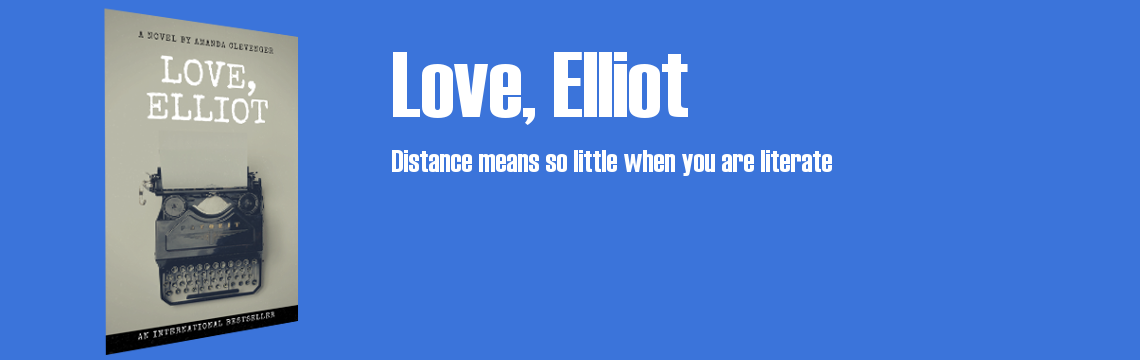 A NOVEL BY AMANDA CLEVENGER
LOVE,
ELLIOT
AN INTERNATIONAL BESTSELLER
Love, Elliot
Distance means so little when you are literate